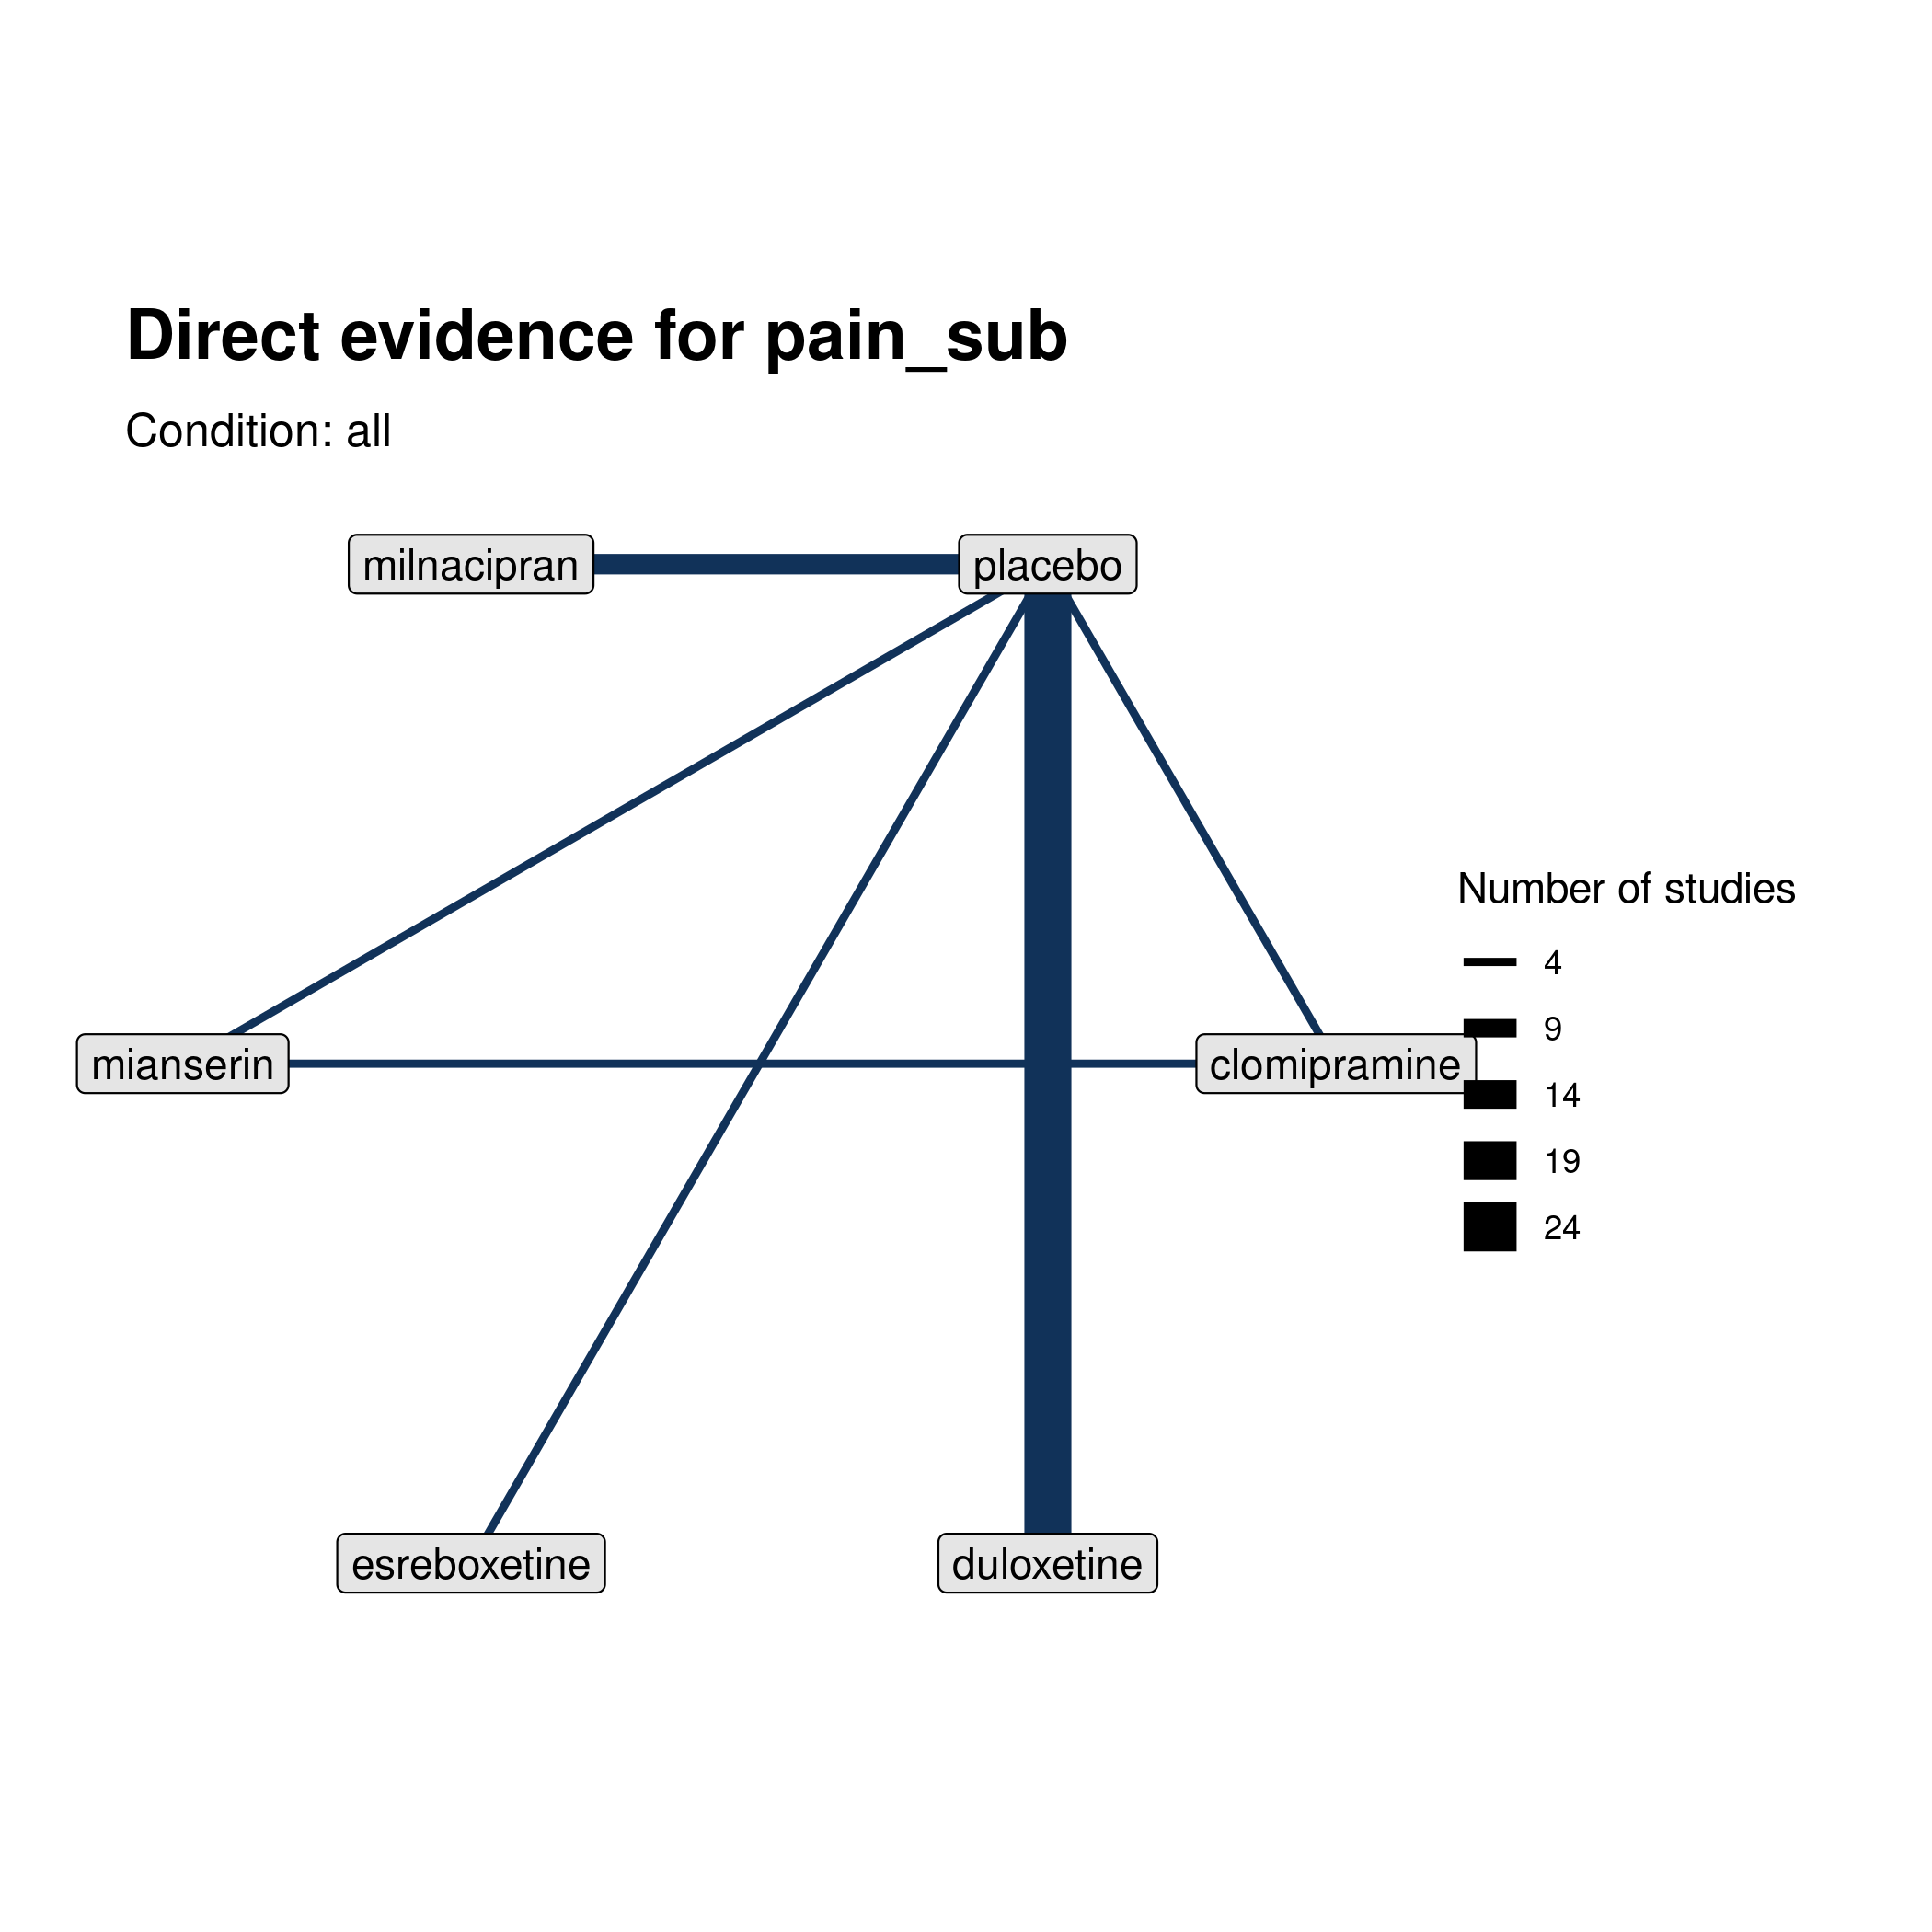 Direct evidence for pain_sub
Condition: all
milnacipran
placebo
Number of studies
4
9
mianserin
clomipramine
14
19
24
esreboxetine
duloxetine